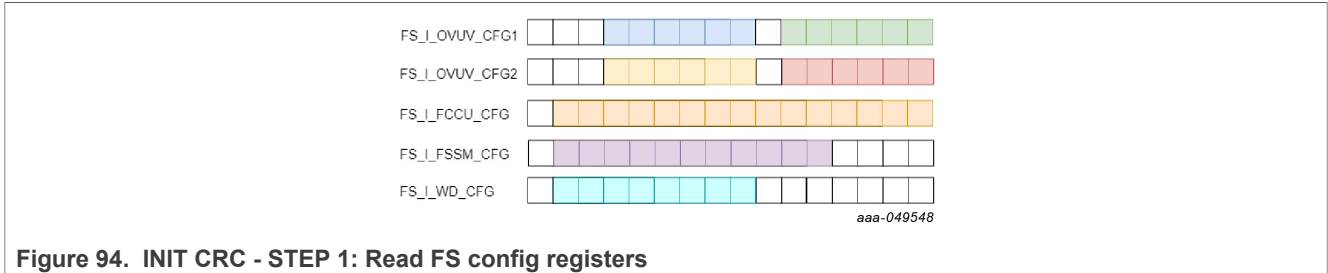 FS_I_OVUV_CFG1
FS_I_OVUV_CFG2
FS_I_FCCU_CFG
FS_I_FSSM_CFG
FS_I_WD_CFG
aaa-049548
Figure 94. INIT CRC - STEP 1: Read FS config registers